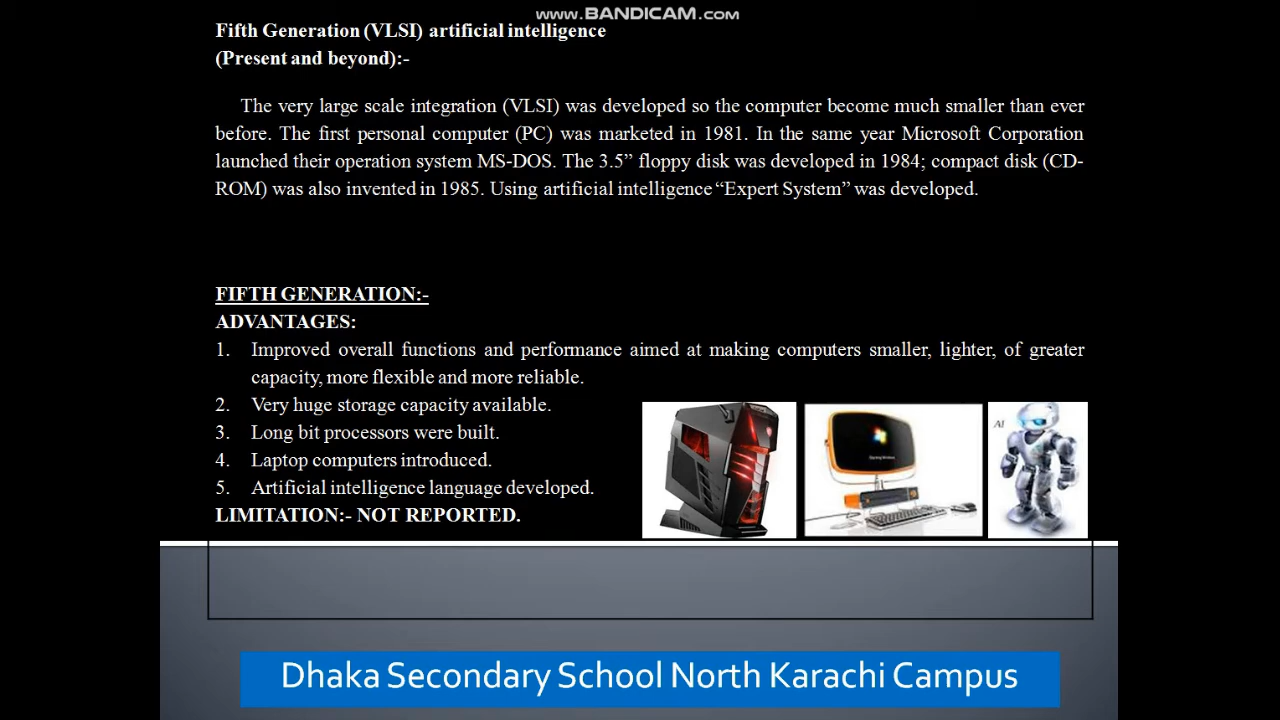 www.BANDICAM.com
Fifth Generation (VLSI) artificial intelligence
(Present and beyond):-
The very large scale integration (VLSI) was developed so the computer become much smaller than ever
before. The first personal computer (PC) was marketed in 1981. In the same year Microsoft Corporation
launched their operation system MS-DOS. The 3.5” floppy disk was developed in 1984; compact disk (CD-
ROM) was also invented in 1985. Using artificial intelligence “Expert System” was developed.
FIFTH GENERATION:-
ADVANTAGES:
1. Improved overall functions and performance aimed at making computers smaller, lighter, of greater
capacity, more flexible and more reliable.
2. Very huge storage capacity available.
3. Long bit processors were built.
4. Laptop computers introduced.
5. Artificial intelligence language developed.
LIMITATION:- NOT REPORTED.
AI
Dhaka Secondary School North Karachi Campus